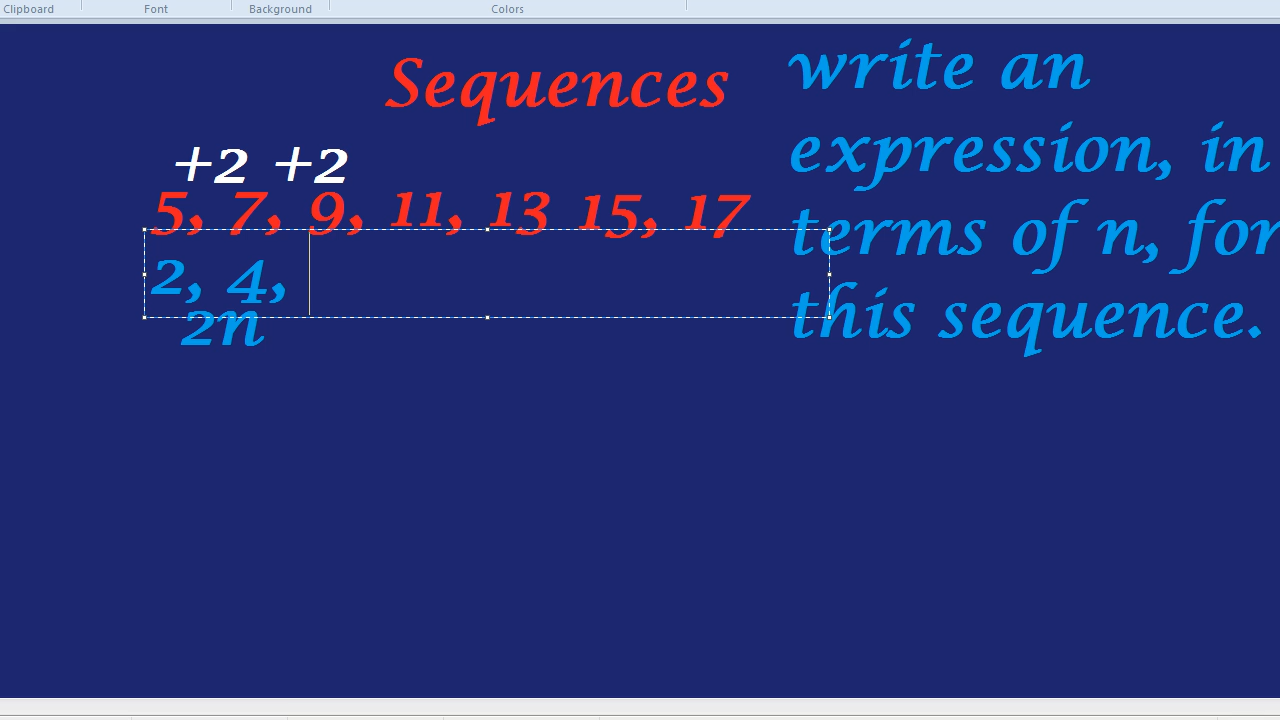 Clipboard Font Background Colors
Sequences
+2 +2
5, 7, 9, 11, 13 15, 17
2, 4,
2n
write an
expression, in
terms of n, for
this sequence.